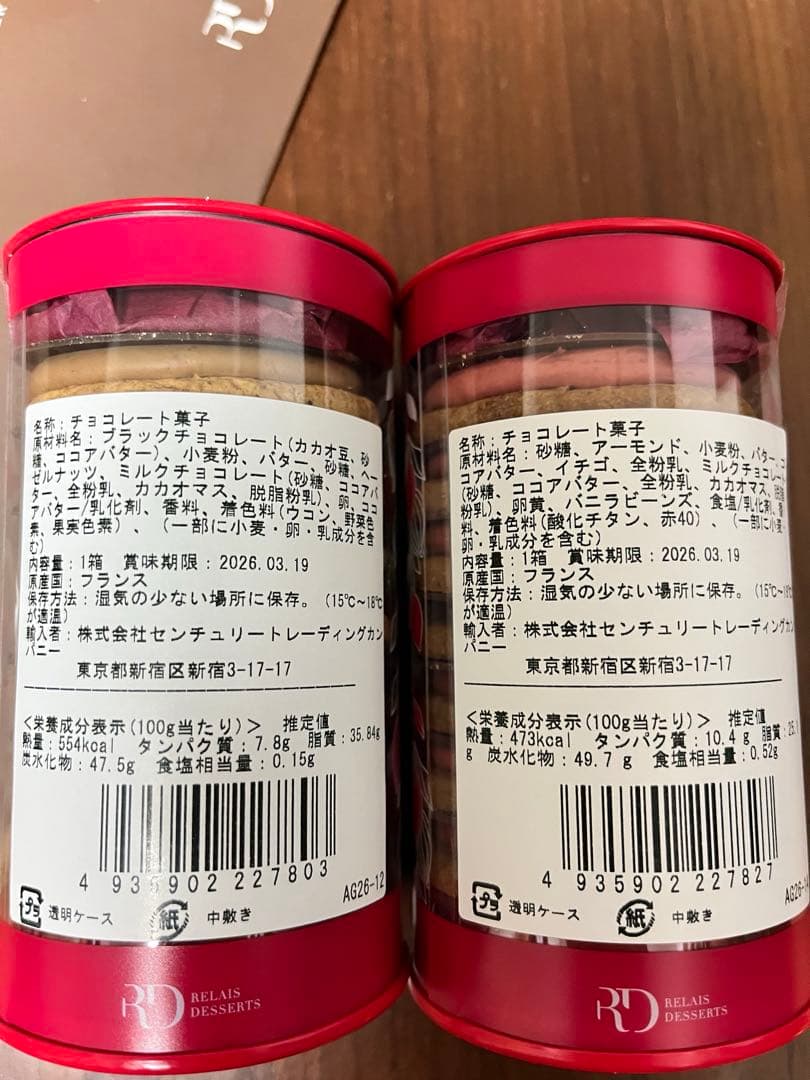 RD
名称：チョコレート菓子
原材料名：ブラックチョコレート(カカオ豆、砂
糖、ココアバター)、小麦粉、バター、砂糖、ヘー
ゼルナッツ、ミルクチョコレート(砂糖、ココアバ
ター、全粉乳、カカオマス、脱脂粉乳)、卵、ココ
アバター/乳化剤、香料、着色料(ウコン、野菜色
素、果実色素)、(一部に小麦・卵・乳成分を含
む)
内容量：1箱 賞味期限：2026.03.19
原産国：フランス
保存方法：湿気の少ない場所に保存。(15℃～18℃
が適温)
輸入者：株式会社センチュリートレーディングカン
パニー
東京都新宿区新宿3-17-17
<栄養成分表示(100g当たり)> 推定値
熱量：554kcal タンパク質：7.8g 脂質：35.84g
炭水化物：47.5g 食塩相当量：0.15g
4 935902 227803
AG26-12
プラ 透明ケース 紙 中敷き
RD RELAIS
DESSERTS
名称：チョコレート菓子
原材料名：砂糖、アーモンド、小麦粉、バター、コ
コアバター、イチゴ、全粉乳、ミルクチョコレート
(砂糖、ココアバター、全粉乳、カカオマス、脱脂
粉乳)、卵黄、バニラビーンズ、食塩/乳化剤、香
料、着色料(酸化チタン、赤40)、(一部に小麦・
卵・乳成分を含む)
内容量：1箱 賞味期限：2026.03.19
原産国：フランス
保存方法：湿気の少ない場所に保存。(15℃～18℃
が適温)
輸入者：株式会社センチュリートレーディングカン
パニー
東京都新宿区新宿3-17-17
<栄養成分表示(100g当たり)> 推定値
熱量：473kcal タンパク質：10.4 g 脂質：25.
g 炭水化物：49.7 g 食塩相当量：0.52g
4 935902 227827
AG26-
プラ 透明ケース 紙 中敷き
RD RELAIS
DESSERTS